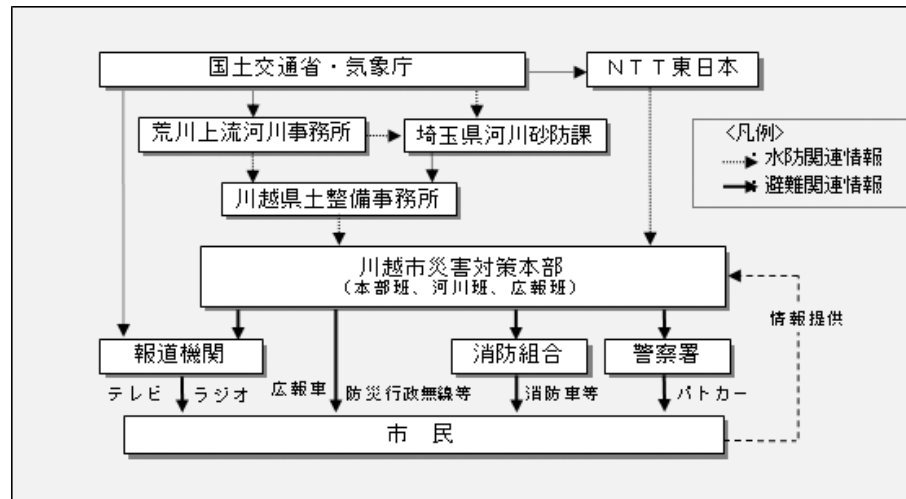 国土交通省・気象庁
ＮＴＴ東日本
荒川上流河川事務所
埼玉県河川砂防課
＜凡例＞
水防関連情報
避難関連情報
川越県土整備事務所
川越市災害対策本部
（本部班、河川班、広報班）
情報提供
報道機関
消防組合
警察署
テレビ
ラジオ
広報車
防災行政無線等
消防車等
パトカー
市民